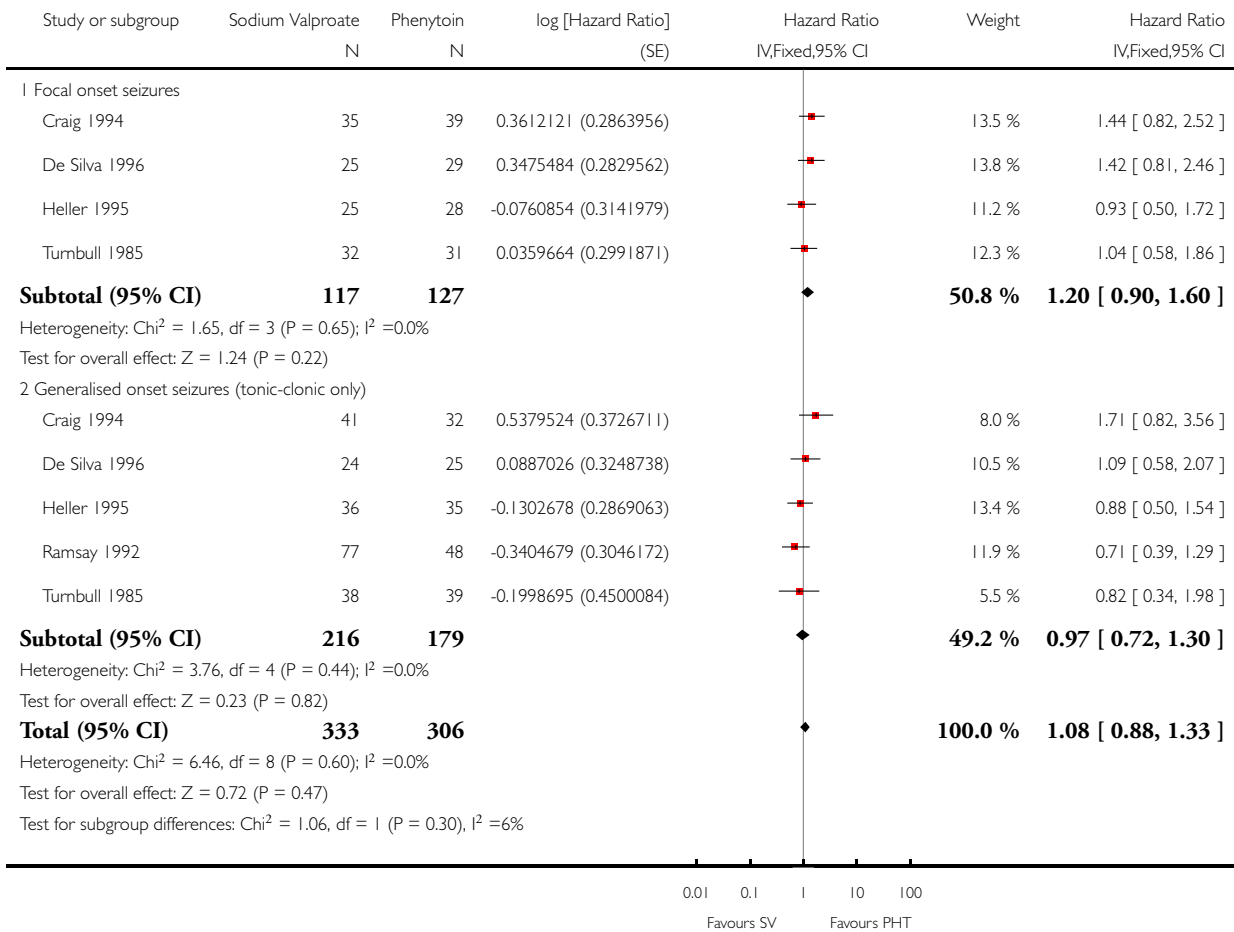 Study or subgroup Sodium Valproate Phenytoin log [Hazard Ratio] Hazard Ratio Weight Hazard Ratio
N N (SE) IV,Fixed,95% CI IV,Fixed,95% CI
1 Focal onset seizures
Craig 1994 35 39 0.3612121 (0.2863956) 13.5 % 1.44 [ 0.82, 2.52 ]
De Silva 1996 25 29 0.3475484 (0.2829562) 13.8 % 1.42 [ 0.81, 2.46 ]
Heller 1995 25 28 -0.0760854 (0.3141979) 11.2 % 0.93 [ 0.50, 1.72 ]
Turnbull 1985 32 31 0.0359664 (0.2991871) 12.3 % 1.04 [ 0.58, 1.86 ]
Subtotal (95% CI) 117 127 50.8 % 1.20 [ 0.90, 1.60 ]
Heterogeneity: Chi² = 1.65, df = 3 (P = 0.65); I² =0.0%
Test for overall effect: Z = 1.24 (P = 0.22)
2 Generalised onset seizures (tonic-clonic only)
Craig 1994 41 32 0.5379524 (0.3726711) 8.0 % 1.71 [ 0.82, 3.56 ]
De Silva 1996 24 25 0.0887026 (0.3248738) 10.5 % 1.09 [ 0.58, 2.07 ]
Heller 1995 36 35 -0.1302678 (0.2869063) 13.4 % 0.88 [ 0.50, 1.54 ]
Ramsay 1992 77 48 -0.3404679 (0.3046172) 11.9 % 0.71 [ 0.39, 1.29 ]
Turnbull 1985 38 39 -0.1998695 (0.4500084) 5.5 % 0.82 [ 0.34, 1.98 ]
Subtotal (95% CI) 216 179 49.2 % 0.97 [ 0.72, 1.30 ]
Heterogeneity: Chi² = 3.76, df = 4 (P = 0.44); I² =0.0%
Test for overall effect: Z = 0.23 (P = 0.82)
Total (95% CI) 333 306 100.0 % 1.08 [ 0.88, 1.33 ]
Heterogeneity: Chi² = 6.46, df = 8 (P = 0.60); I² =0.0%
Test for overall effect: Z = 0.72 (P = 0.47)
Test for subgroup differences: Chi² = 1.06, df = 1 (P = 0.30), I² =6%
0.01 0.1 1 10 100
Favours SV Favours PHT